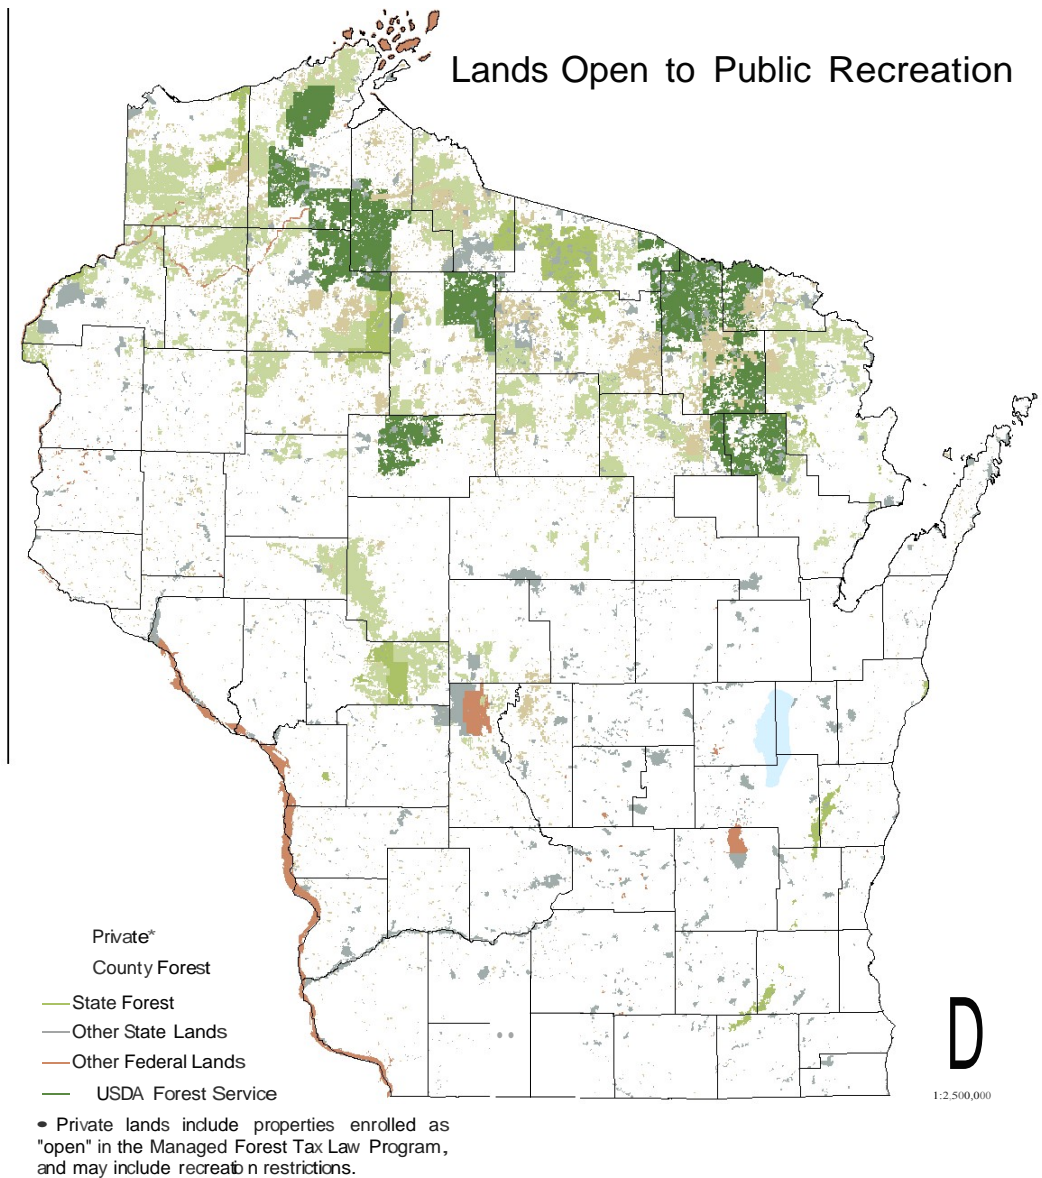 Lands Open to Public Recreation
Private*
County Forest
State Forest
Other State Lands
Other Federal Lands
USDA Forest Service
D
1:2,500,000
• Private lands include properties enrolled as
"open" in the Managed Forest Tax Law Program,
and may include recreatio n restrictions.